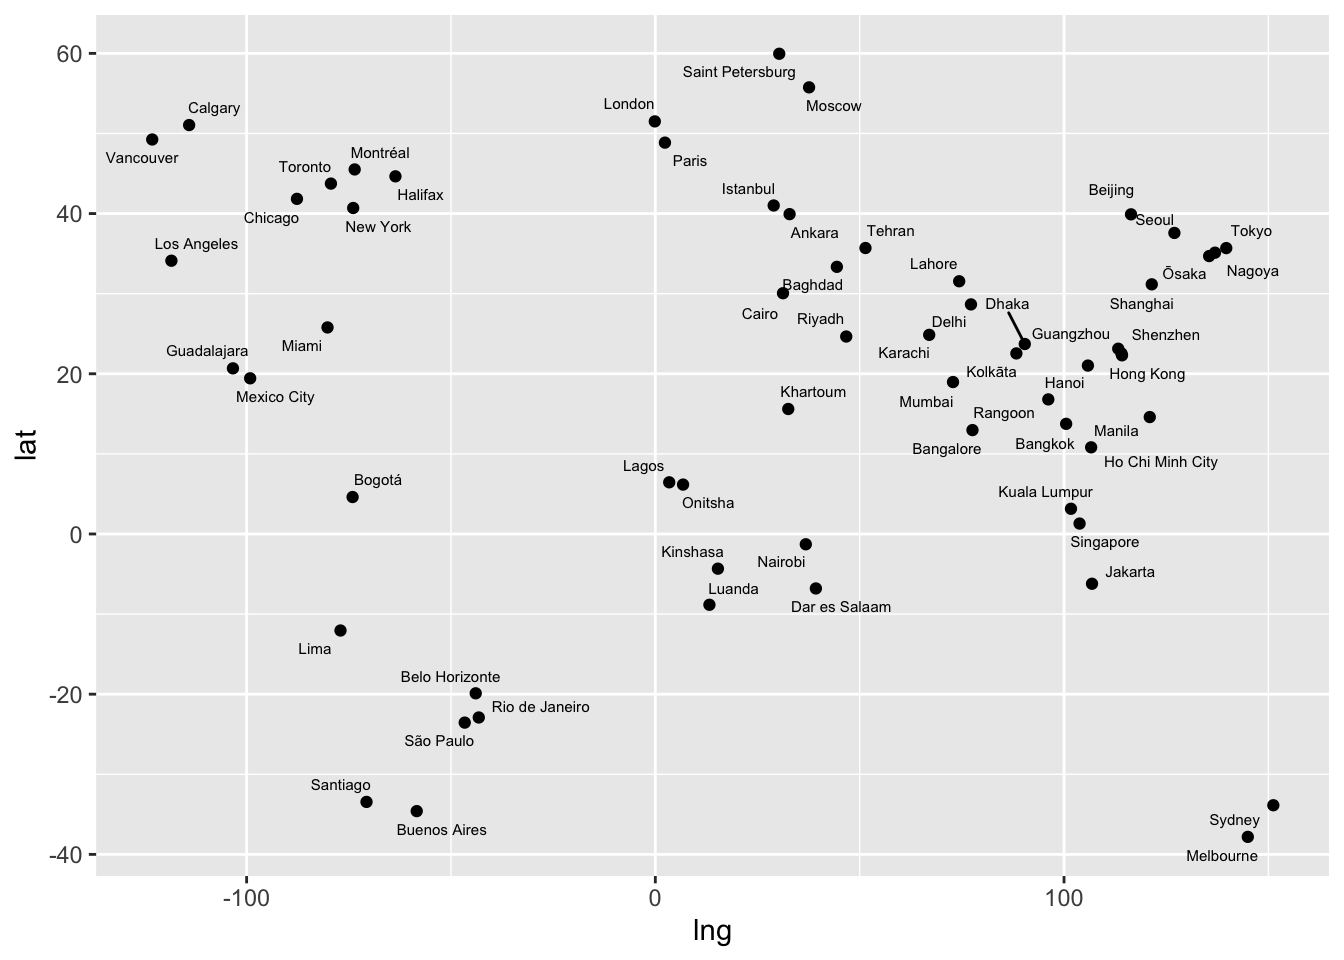 60
Saint Petersburg
Moscow
London
Calgary
Vancouver
Paris
Montréal
Toronto
Halifax
Istanbul
Beijing
Chicago
40
Seoul
New York
Ankara
Tehran
Tokyo
Los Angeles
Lahore
Ōsaka
Nagoya
Baghdad
Cairo
Dhaka
Shanghai
Riyadh
Delhi
Guangzhou
Shenzhen
Miami
Guadalajara
Karachi
20
Kolkāta
Hong Kong
Hanoi
Mexico City
Khartoum
Mumbai
Rangoon
Manila
Bangalore
Bangkok
lat
Ho Chi Minh City
Lagos
Bogotá
Kuala Lumpur
Onitsha
0
Singapore
Kinshasa
Nairobi
Jakarta
Luanda
Dar es Salaam
Lima
Belo Horizonte
-20
Rio de Janeiro
São Paulo
Santiago
Sydney
Buenos Aires
-40
Melbourne
-100
0
100
lng